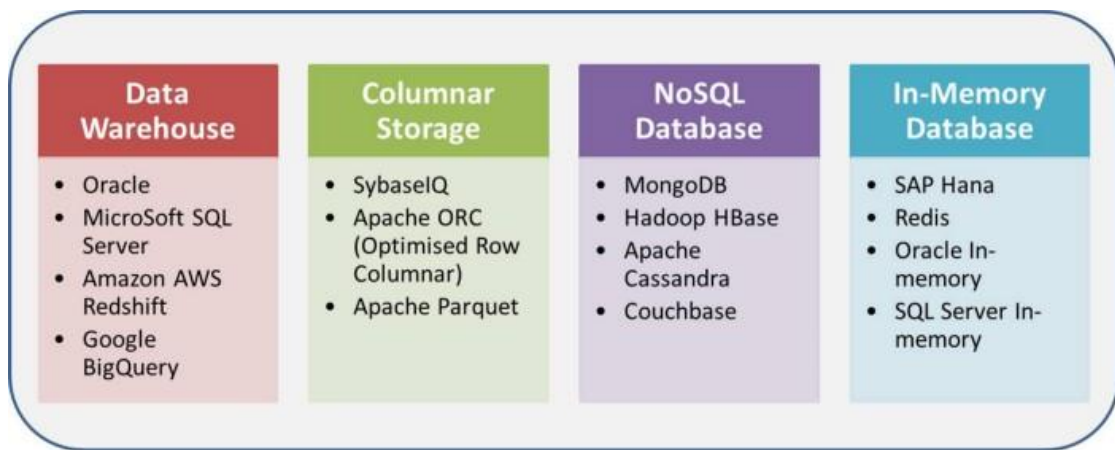 Data
Warehouse
• Oracle
• MicroSoft SQL
Server
• Amazon AWS
Redshift
• Google
BigQuery
Columnar
Storage
• SybaseIQ
• Apache ORC
(Optimised Row
Columnar)
• Apache Parquet
NoSQL
Database
• MongoDB
• Hadoop HBase
• Apache
Cassandra
• Couchbase
In-Memory
Database
• SAP Hana
• Redis
• Oracle In-
memory
• SQL Server In-
memory